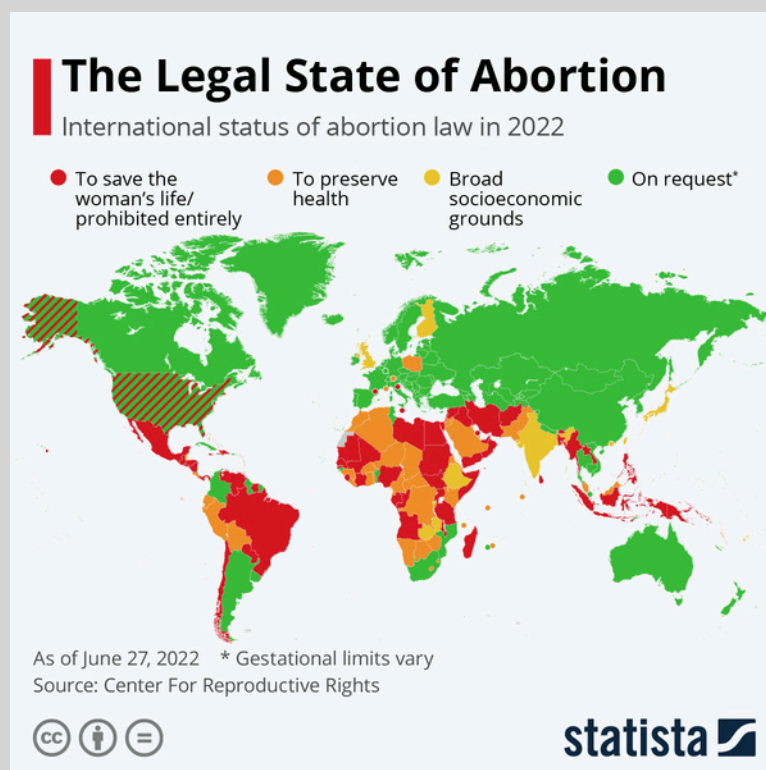 The Legal State of Abortion
International status of abortion law in 2022
To save the
woman's life/
prohibited entirely
To preserve
health
Broad
socioeconomic
grounds
On request*
As of June 27, 2022 * Gestational limits vary
Source: Center For Reproductive Rights
cc
statista